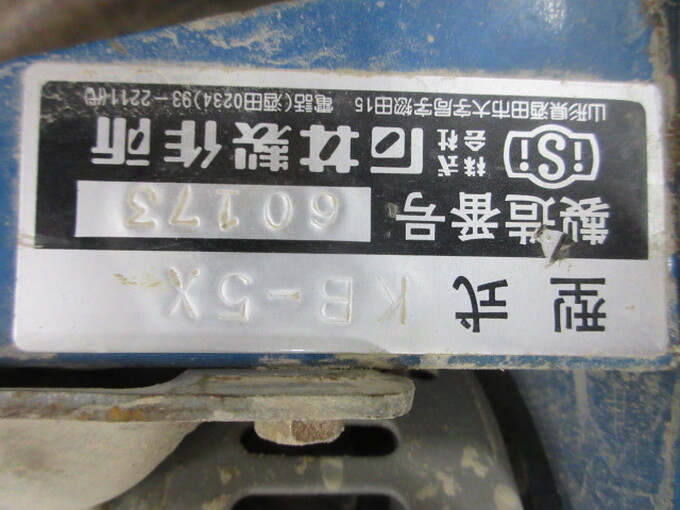 型式 KB-5X
製造番号 60173
iSi 株式会社 石井製作所
山形県酒田市大字局字惣田15 電話(酒田0234)93-2211(代)